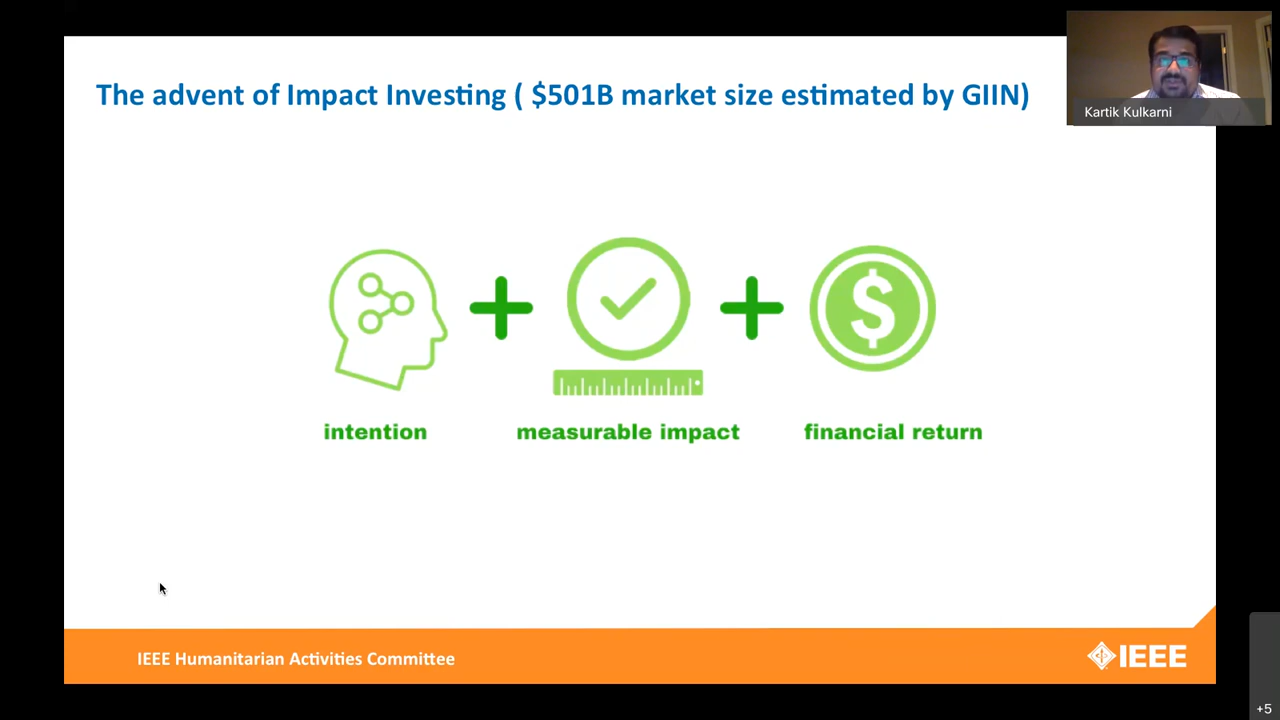 The advent of Impact Investing ( $501B market size estimated by GIIN)
Kartik Kulkarni
$
intention
measurable impact
financial return
IEEE Humanitarian Activities Committee
IEEE
+5